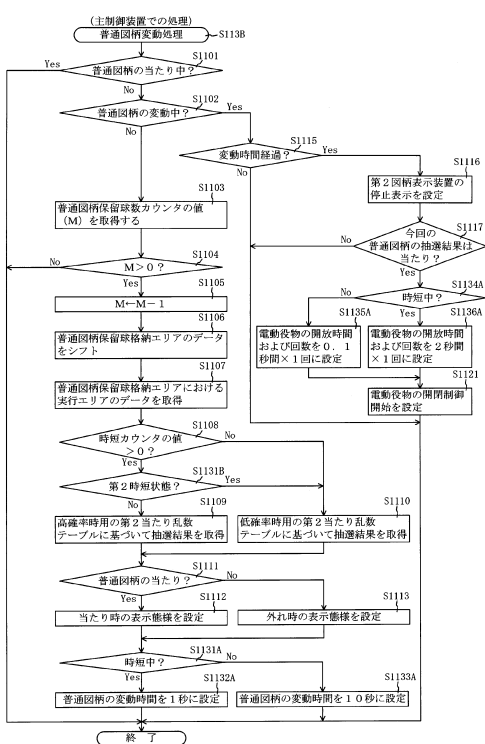 (主制御装置での処理)
普通図柄変動処理
S113B
S1101
Yes
普通図柄の当たり中？
No
S1102
普通図柄の変動中？
Yes
No
S1115
変動時間経過？
Yes
No
S1116
第２図柄表示装置の
停止表示を設定
S1117
今回の
普通図柄の抽選結果は
当たり？
No
Yes
S1134A
時短中？
No
Yes
S1135A
電動役物の開放時間
および回数を０．１
秒間×１回に設定
S1136A
電動役物の開放時間
および回数を２秒間
×１回に設定
S1121
電動役物の開閉制御
開始を設定
S1103
普通図柄保留球数カウンタの値
（M）を取得する
S1104
M＞０？
No
Yes
S1105
M←M－１
S1106
普通図柄保留球格納エリアのデータ
をシフト
S1107
普通図柄保留球格納エリアにおける
実行エリアのデータを取得
S1108
時短カウンタの値
＞０？
No
Yes
S1131B
第２時短状態？
Yes
No
S1109
高確率時用の第２当たり乱数
テーブルに基づいて抽選結果を取得
S1110
低確率時用の第２当たり乱数
テーブルに基づいて抽選結果を取得
S1111
普通図柄の当たり？
No
Yes
S1112
当たり時の表示態様を設定
S1113
外れ時の表示態様を設定
S1131A
時短中？
No
Yes
S1132A
普通図柄の変動時間を１秒に設定
S1133A
普通図柄の変動時間を１０秒に設定
終 了